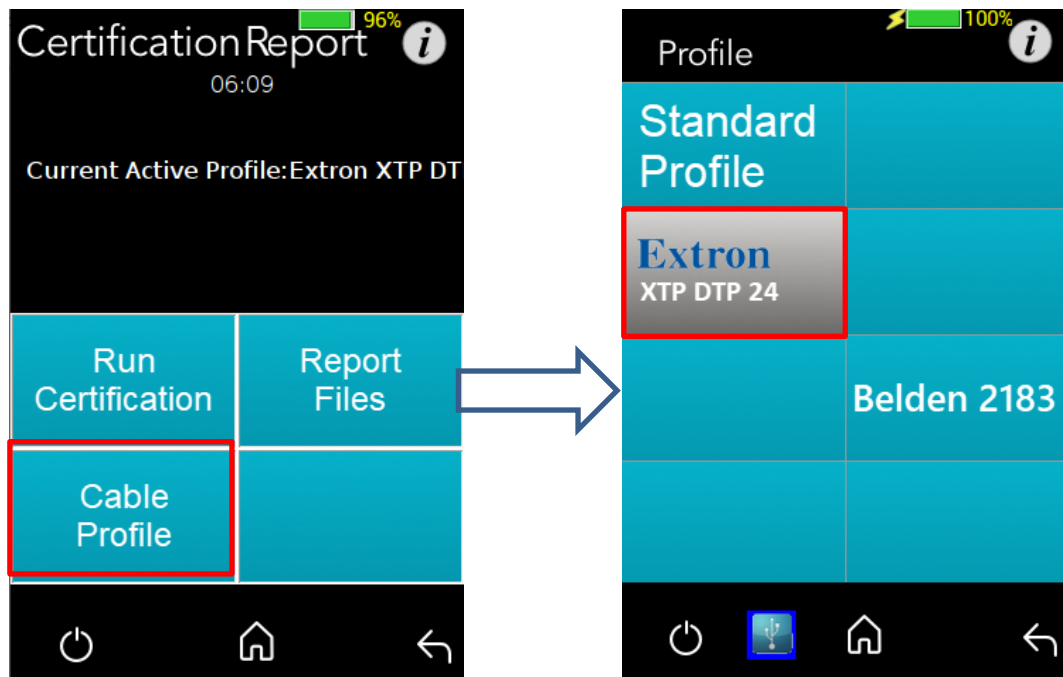 96%
Certification Report
06:09
Current Active Profile:Extron XTP DT
Run
Certification
Report
Files
Cable
Profile
100%
Profile
Standard
Profile
Extron
XTP DTP 24
Belden 2183